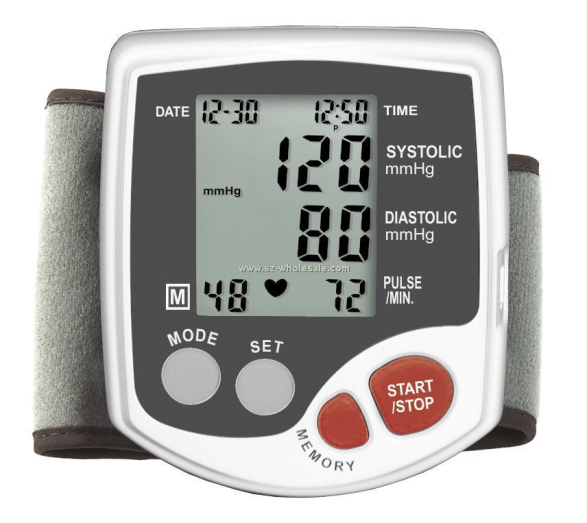 DATE 12-30 12:50 TIME
P
120 SYSTOLIC
mmHg mmHg
80 DIASTOLIC
mmHg
www.sz-wholesale.com
M 48 72 PULSE
/MIN.
MODE SET
START
/STOP
MEMORY